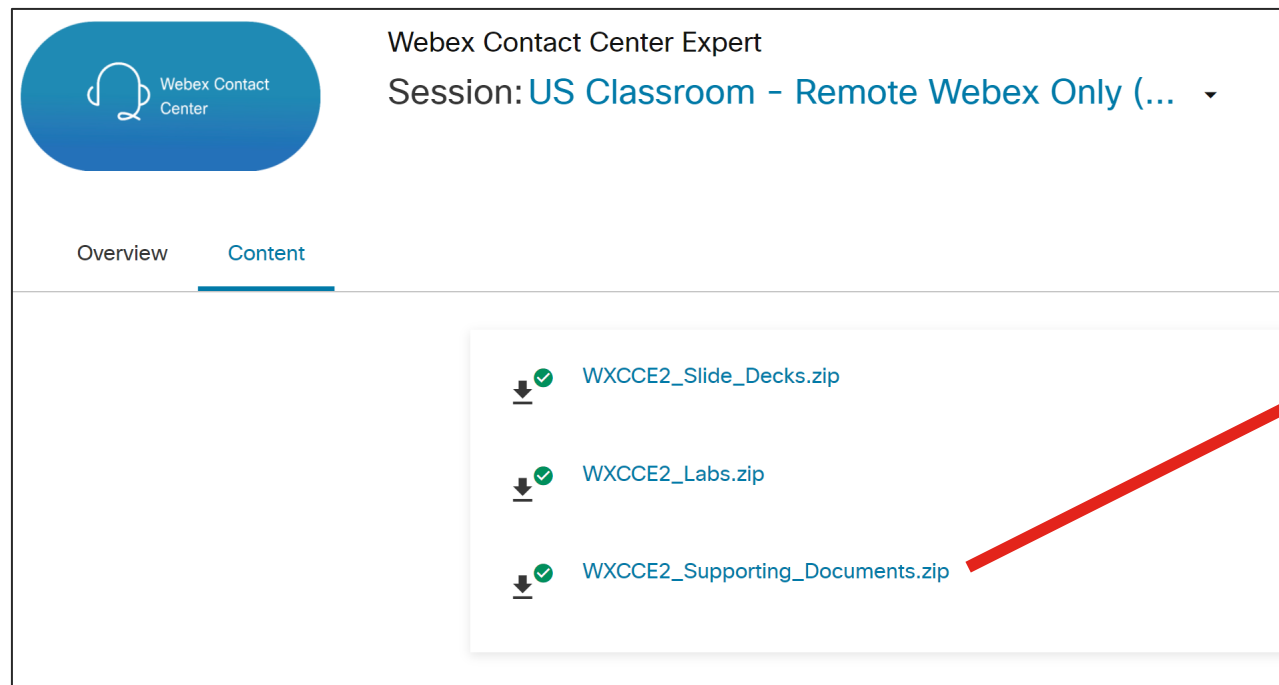 Webex Contact
Center
Webex Contact Center Expert
Session: US Classroom - Remote Webex Only (...
Overview
Content
WXCCE2_Slide_Decks.zip
WXCCE2_Labs.zip
WXCCE2_Supporting_Documents.zip